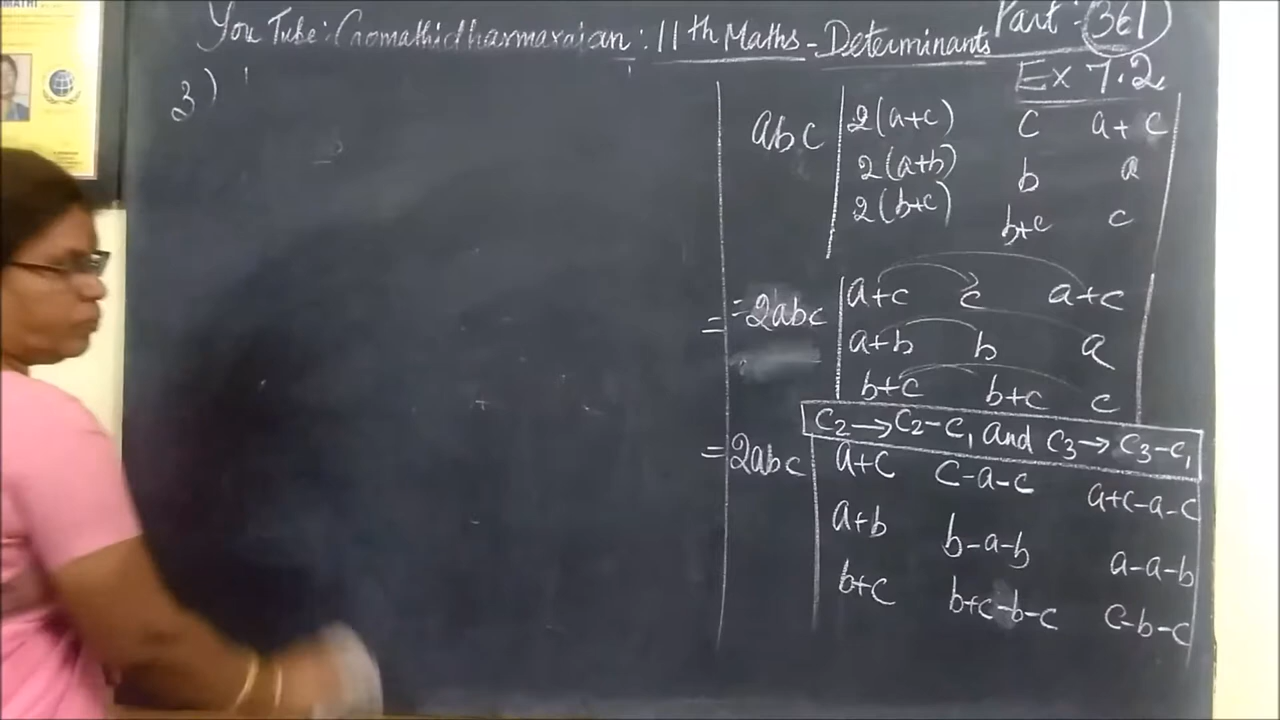 You Tube: Gomathidharmarajan: 11th Maths - Determinants Part: 361
Ex 7.2
3)
abc | 2(a+c) c a+c |
| 2(a+b) b a |
| 2(b+c) b+c c |
= =2abc | a+c c a+c |
| a+b b a |
| b+c b+c c |
C2→C2-C1 and C3→C3-C1
=2abc | a+c c-a-c a+c-a-c |
| a+b b-a-b a-a-b |
| b+c b+c-b-c c-b-c |